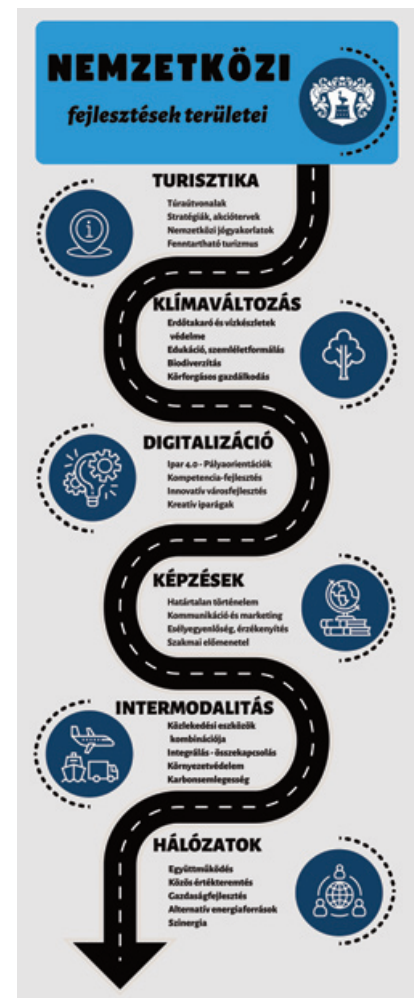 NEMZETKÖZI
fejlesztések területei
TURISZTIKA
Túraútvonalak
Stratégiák, akciótervek
Nemzetközi jógyakorlatok
Fenntartható turizmus
KLÍMAVÁLTOZÁS
Erdőtakaró és vízkészletek
védelme
Edukáció, szemléletformálás
Biodiverzitás
Körforgásos gazdálkodás
DIGITALIZÁCIÓ
Ipar 4.0 - Pályaorientációk
Kompetencia-fejlesztés
Innovatív városfejlesztés
Kreatív iparágak
KÉPZÉSEK
Határtalan történelem
Kommunikáció és marketing
Esélyegyenlőség, érzékenyítés
Szakmai előmenetel
INTERMODALITÁS
Közlekedési eszközök
kombinációja
Integrálás - összekapcsolás
Környezetvédelem
Karbonsemlegesség
HÁLÓZATOK
Együttműködés
Közös értékteremtés
Gazdaságfejlesztés
Alternatív energiaforrások
Szinergia